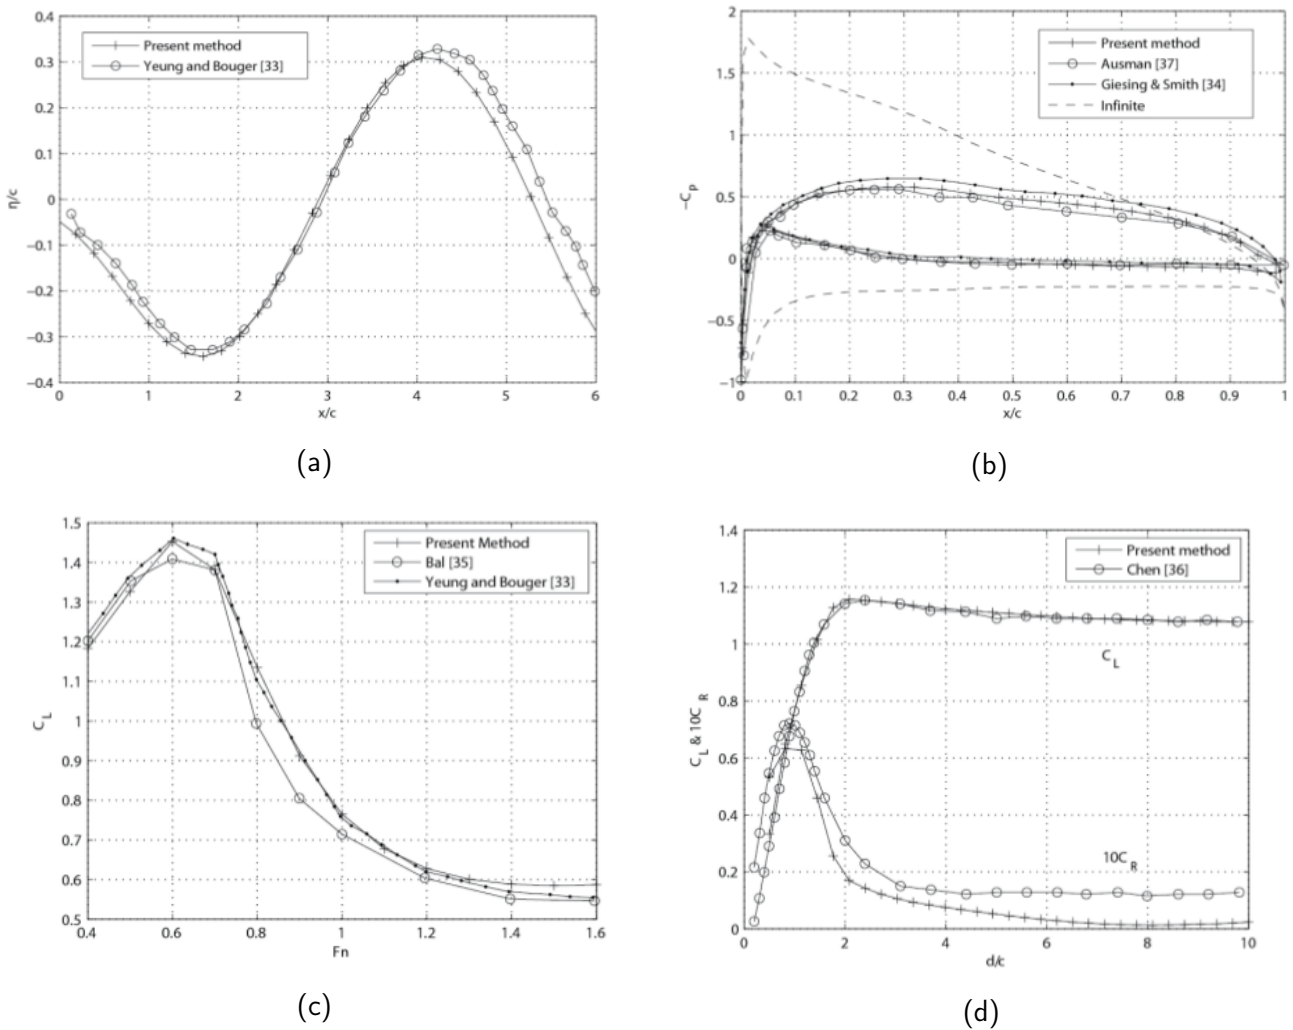 0.4
0.3
0.2
0.1
0
−0.1
−0.2
−0.3
−0.4
η/c
0 1 2 3 4 5 6
x/c
Present method
Yeung and Bouger [33]
(a)
2
1.5
1
0.5
0
−0.5
−1
−C_P
0 0.1 0.2 0.3 0.4 0.5 0.6 0.7 0.8 0.9 1
x/c
Present method
Ausman [37]
Giesing & Smith [34]
Infinite
(b)
1.5
1.4
1.3
1.2
1.1
1
0.9
0.8
0.7
0.6
0.5
C_L
0.4 0.6 0.8 1 1.2 1.4 1.6
Fn
Present Method
Bal [35]
Yeung and Bouger [33]
(c)
1.4
1.2
1
0.8
0.6
0.4
0.2
0
C_L & 10C_R
0 2 4 6 8 10
d/c
Present method
Chen [36]
C_L
10C_R
(d)